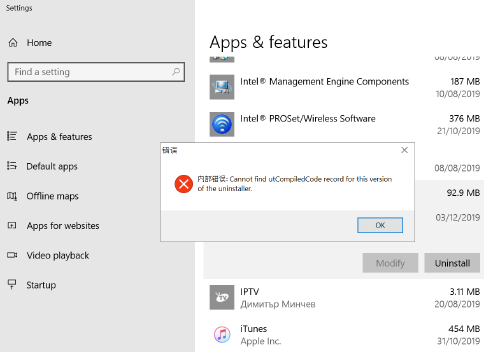 Settings
Home
Find a setting
Apps
Apps & features
Default apps
Offline maps
Apps for websites
Video playback
Startup
Apps & features
08/08/2019
Intel® Management Engine Components 187 MB
10/08/2019
Intel® PROSet/Wireless Software 376 MB
21/10/2019
08/08/2019
92.9 MB
03/12/2019
错误
内部错误: Cannot find utCompiledCode record for this version
of the uninstaller.
OK
Modify Uninstall
IPTV 3.11 MB
Димитър Минчев 20/08/2019
iTunes 454 MB
Apple Inc. 31/10/2019